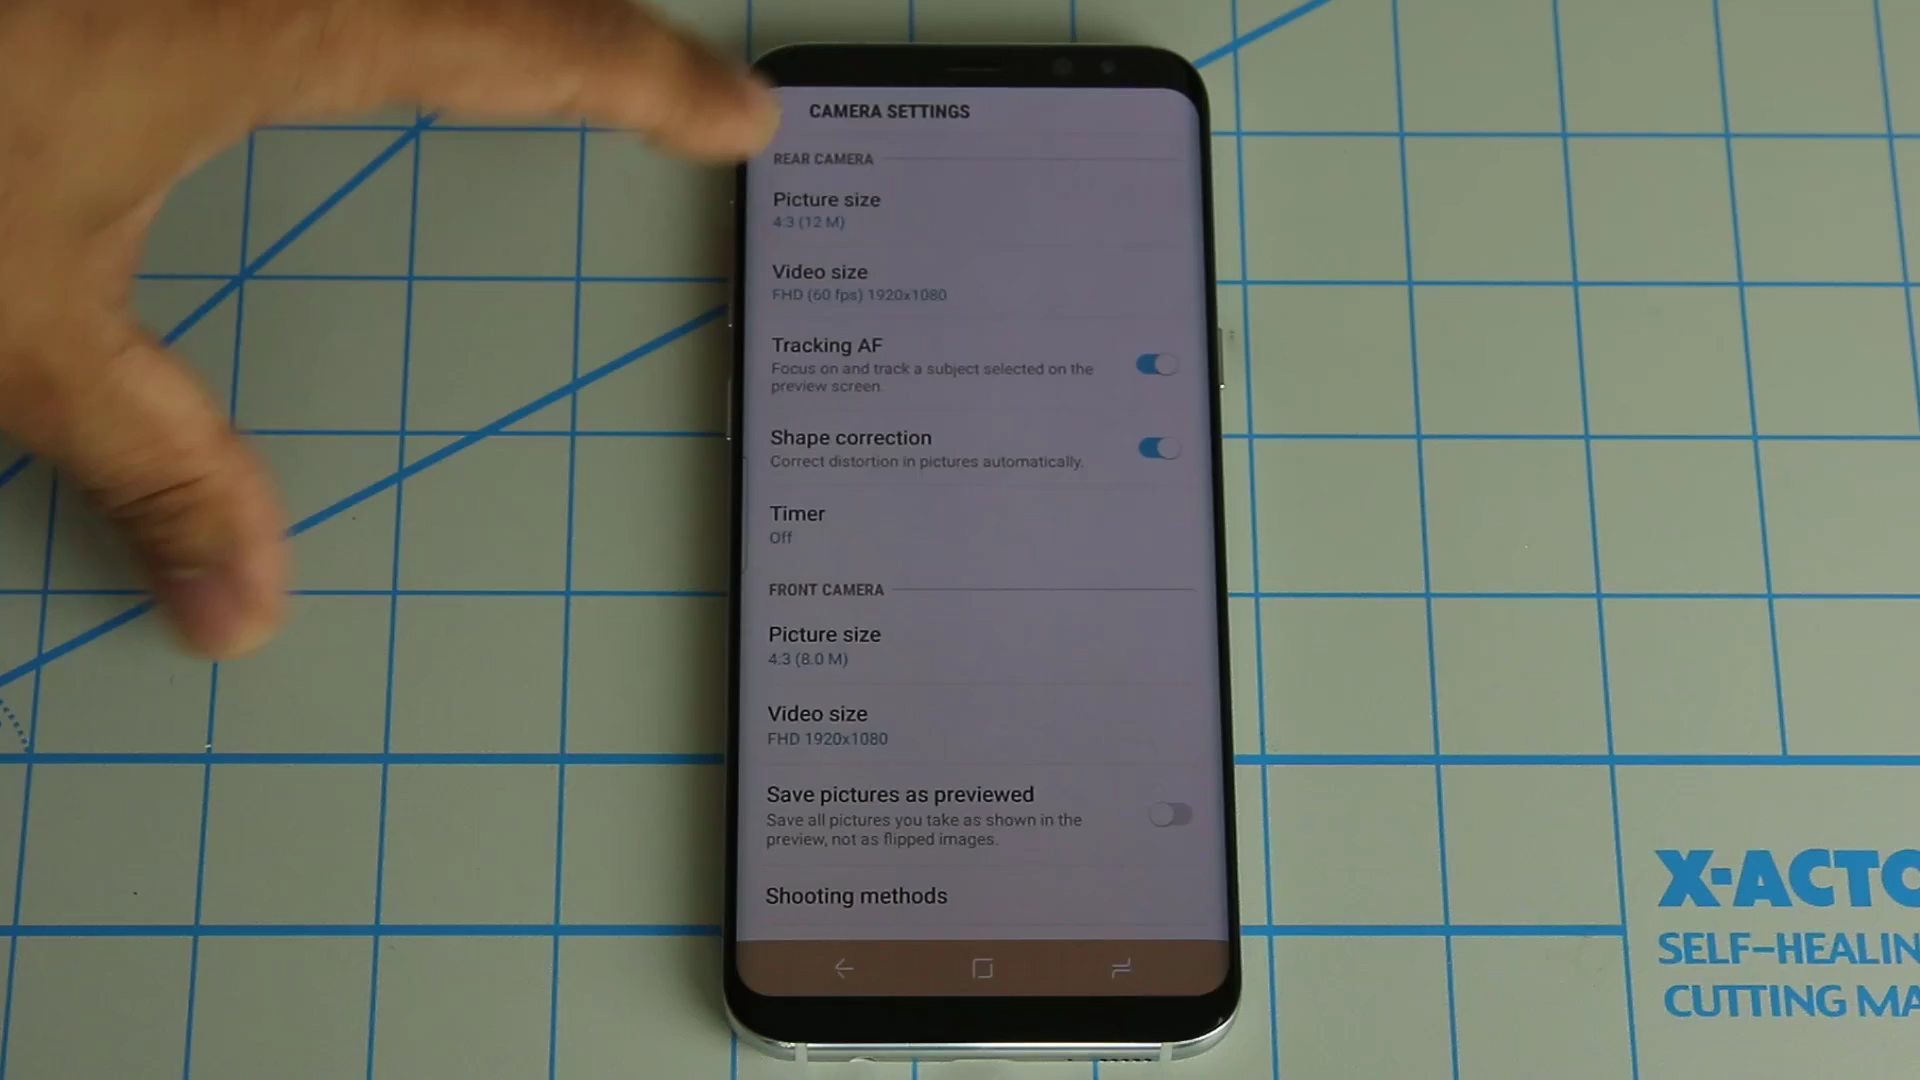 CAMERA SETTINGS
REAR CAMERA
Picture size
4:3 (12 M)
Video size
FHD (60 fps) 1920x1080
Tracking AF
Focus on and track a subject selected on the
preview screen.
Shape correction
Correct distortion in pictures automatically.
Timer
Off
FRONT CAMERA
Picture size
4:3 (8.0 M)
Video size
FHD 1920x1080
Save pictures as previewed
Save all pictures you take as shown in the
preview, not as flipped images.
Shooting methods
X-ACTO
SELF-HEALIN
CUTTING MA